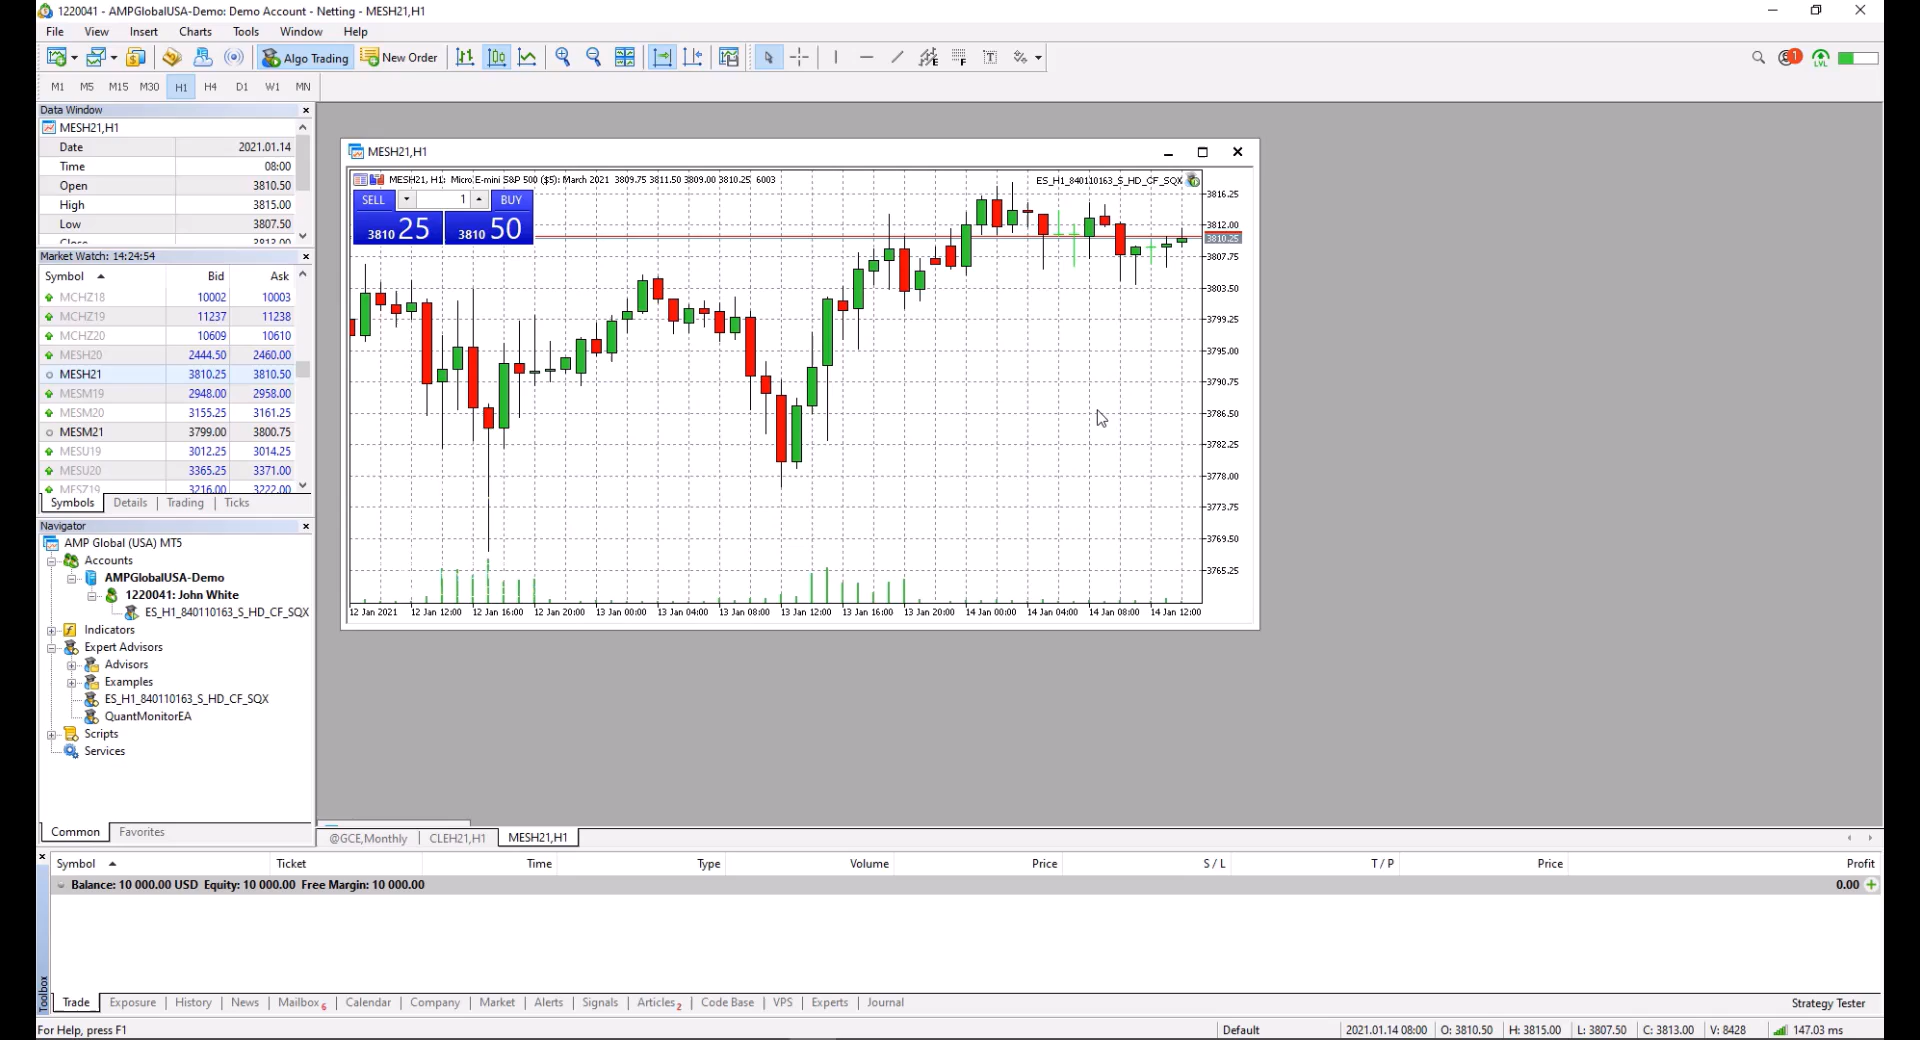 1220041 - AMPGlobalUSA-Demo: Demo Account - Netting - MESH21,H1
File View Insert Charts Tools Window Help
Algo Trading New Order
1
LVL
M1 M5 M15 M30 H1 H4 D1 W1 MN
Data Window
MESH21,H1
Date 2021.01.14
Time 08:00
Open 3810.50
High 3815.00
Low 3807.50
Close 3813.00
Market Watch: 14:24:54
Symbol Bid Ask
MCHZ18 10002 10003
MCHZ19 11237 11238
MCHZ20 10609 10610
MESH20 2444.50 2460.00
MESH21 3810.25 3810.50
MESM19 2948.00 2958.00
MESM20 3155.25 3161.25
MESM21 3799.00 3800.75
MESU19 3012.25 3014.25
MESU20 3365.25 3371.00
MESZ19 3216.00 3222.00
Symbols Details Trading Ticks
Navigator
AMP Global (USA) MT5
Accounts
AMPGlobalUSA-Demo
1220041: John White
ES_H1_840110163_S_HD_CF_SQX
Indicators
Expert Advisors
Advisors
Examples
ES_H1_840110163_S_HD_CF_SQX
QuantMonitorEA
Scripts
Services
Common Favorites
MESH21,H1
MESH21, H1: Micro E-mini S&P 500 ($5): March 2021 3809.75 3811.50 3809.00 3810.25 6003
ES_H1_840110163_S_HD_CF_SQX
SELL 1 BUY
3810 25 3810 50
3816.25
3812.00
3810.25
3807.75
3803.50
3799.25
3795.00
3790.75
3786.50
3782.25
3778.00
3773.75
3769.50
3765.25
12 Jan 2021 12 Jan 12:00 12 Jan 16:00 12 Jan 20:00 13 Jan 00:00 13 Jan 04:00 13 Jan 08:00 13 Jan 12:00 13 Jan 16:00 13 Jan 20:00 14 Jan 00:00 14 Jan 04:00 14 Jan 08:00 14 Jan 12:00
@GCE,Monthly CLEH21,H1 MESH21,H1
Symbol Ticket Time Type Volume Price S / L T / P Price Profit
Balance: 10 000.00 USD Equity: 10 000.00 Free Margin: 10 000.00 0.00
Toolbox
Trade Exposure History News Mailbox 6 Calendar Company Market Alerts Signals Articles 2 Code Base VPS Experts Journal Strategy Tester
For Help, press F1 Default 2021.01.14 08:00 O: 3810.50 H: 3815.00 L: 3807.50 C: 3813.00 V: 8428 147.03 ms